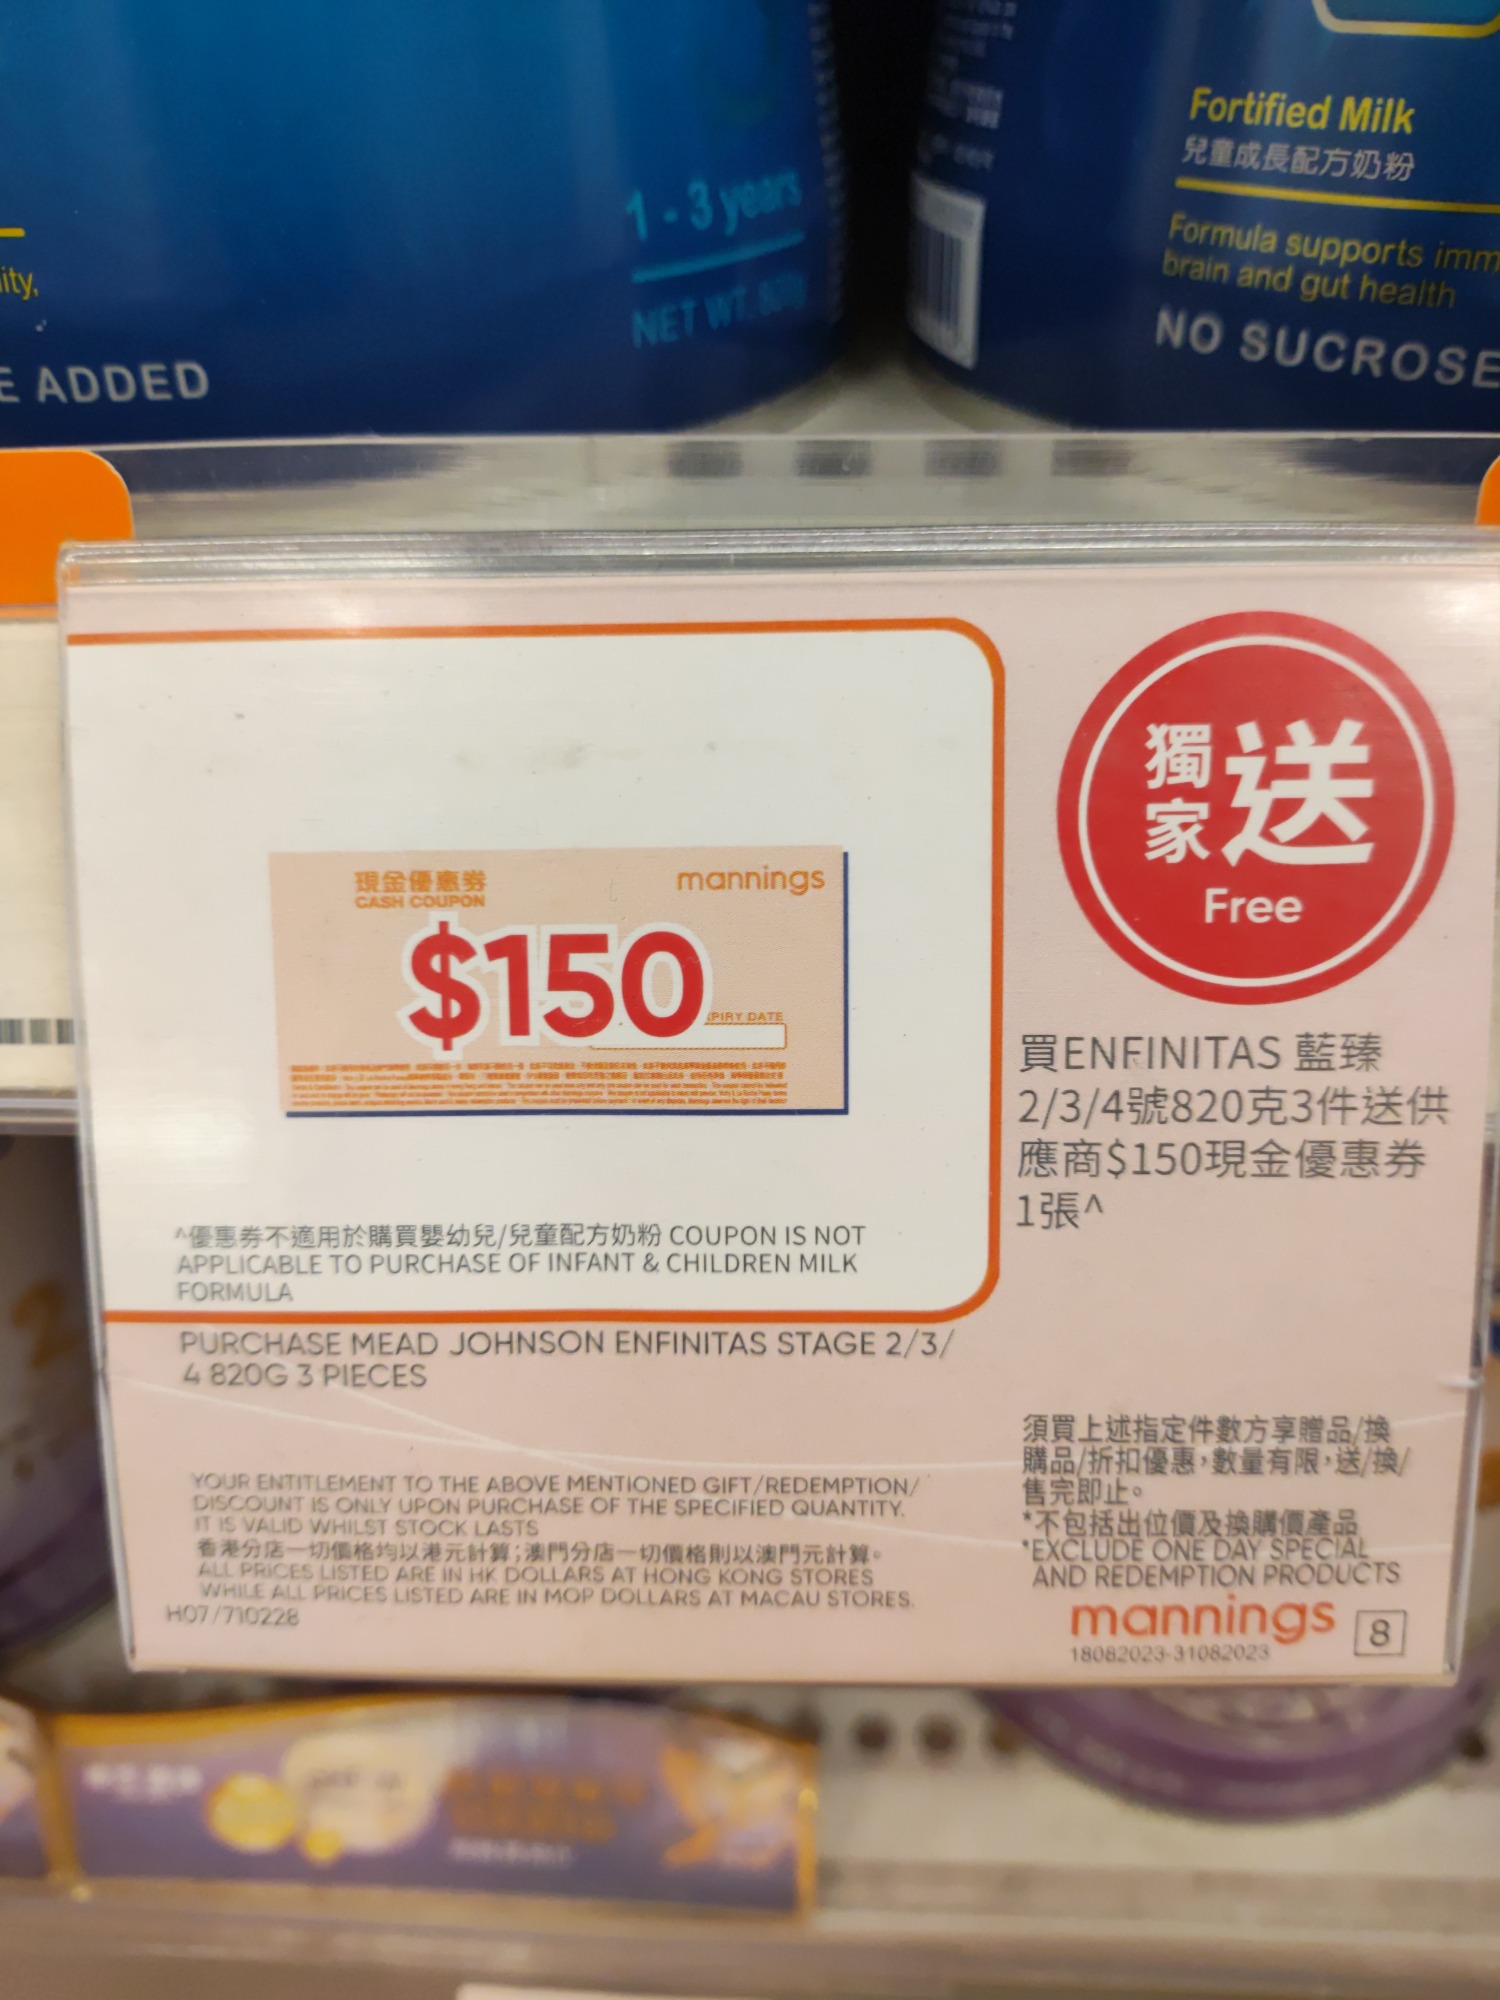 1 - 3 years
NET WT.
ity,
E ADDED
Fortified Milk
兒童成長配方奶粉
Formula supports imm
brain and gut health
NO SUCROSE
獨家送
Free
現金優惠券
CASH COUPON
mannings
$150
PIRY DATE
買ENFINITAS 藍臻
2/3/4號820克3件送供
應商$150現金優惠券
1張^
^優惠券不適用於購買嬰幼兒/兒童配方奶粉 COUPON IS NOT
APPLICABLE TO PURCHASE OF INFANT & CHILDREN MILK
FORMULA
PURCHASE MEAD JOHNSON ENFINITAS STAGE 2/3/
4 820G 3 PIECES
YOUR ENTITLEMENT TO THE ABOVE MENTIONED GIFT/REDEMPTION/
DISCOUNT IS ONLY UPON PURCHASE OF THE SPECIFIED QUANTITY.
IT IS VALID WHILST STOCK LASTS
香港分店一切價格均以港元計算；澳門分店一切價格則以澳門元計算。
ALL PRICES LISTED ARE IN HK DOLLARS AT HONG KONG STORES
WHILE ALL PRICES LISTED ARE IN MOP DOLLARS AT MACAU STORES.
H07/710228
須買上述指定件數方享贈品/換
購品/折扣優惠，數量有限，送/換/
售完即止。
*不包括出位價及換購價產品
*EXCLUDE ONE DAY SPECIAL
AND REDEMPTION PRODUCTS
mannings 8
18082023-31082023